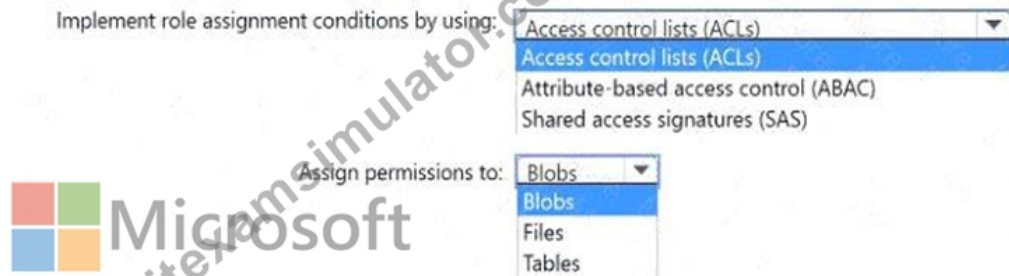 Implement role assignment conditions by using: Access control lists (ACLs)
Access control lists (ACLs)
Attribute-based access control (ABAC)
Shared access signatures (SAS)
Assign permissions to: Blobs
Blobs
Files
Tables
Microsoft